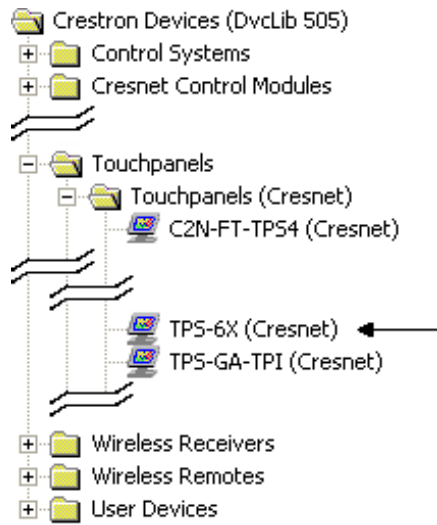 Crestron Devices (DvcLib 505)
Control Systems
Cresnet Control Modules
Touchpanels
Touchpanels (Cresnet)
C2N-FT-TPS4 (Cresnet)
TPS-6X (Cresnet)
TPS-GA-TPI (Cresnet)
Wireless Receivers
Wireless Remotes
User Devices